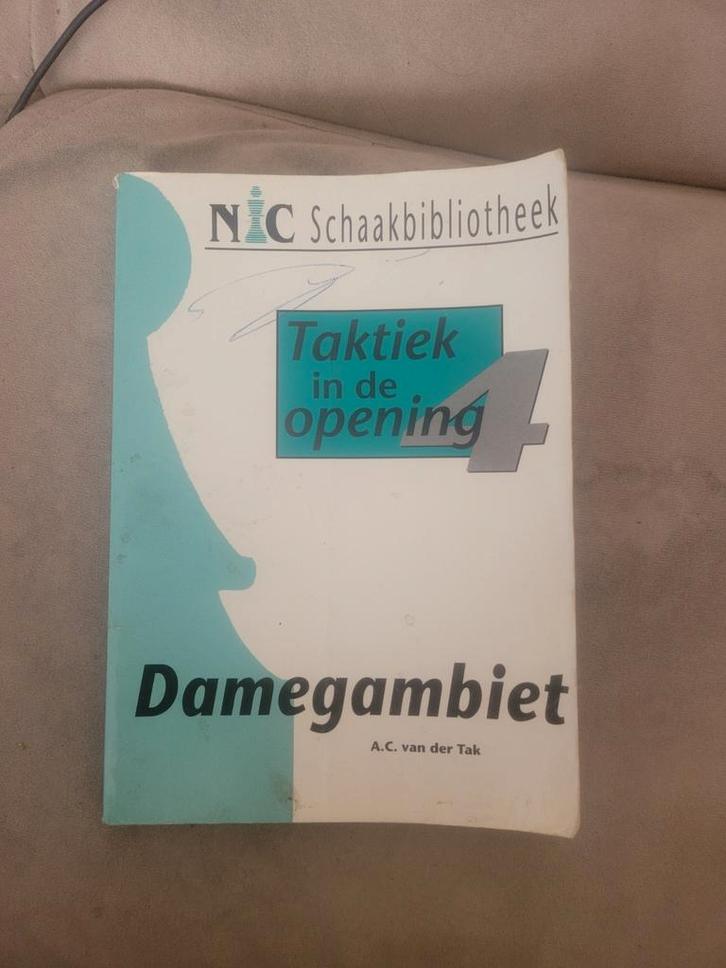 NIC Schaakbibliotheek
Taktiek
in de
opening 4
Damegambiet
A.C. van der Tak